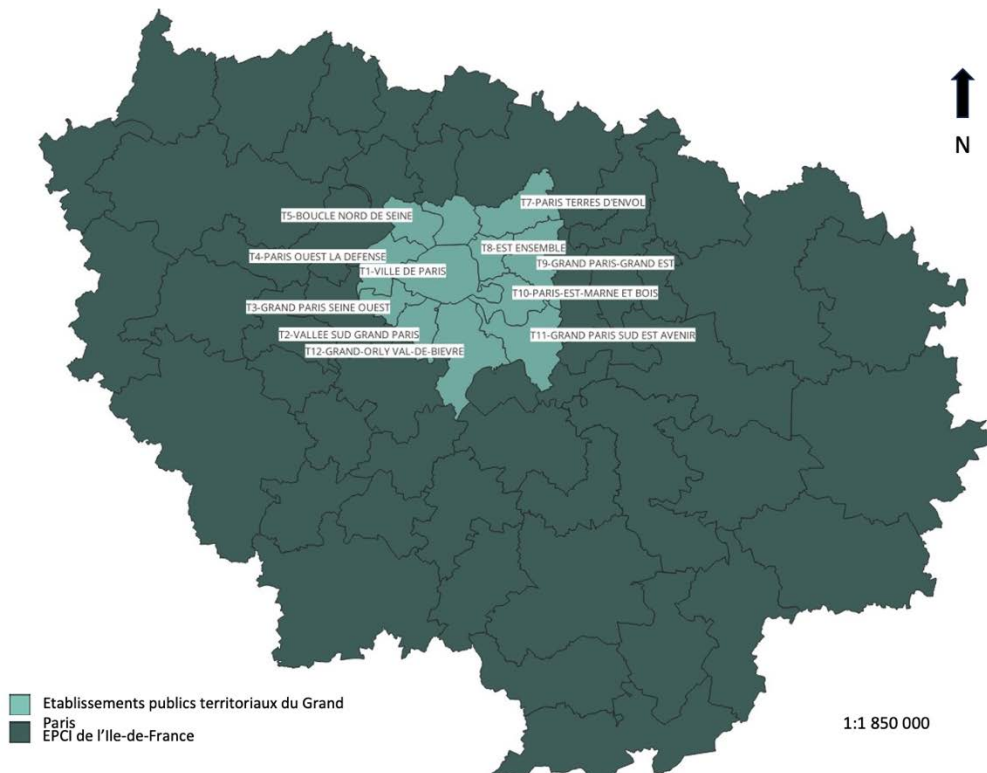 N
T7-PARIS TERRES D'ENVOL
T5-BOUCLE NORD DE SEINE
T8-EST ENSEMBLE
T4-PARIS OUEST LA DEFENSE
T9-GRAND PARIS-GRAND EST
T1-VILLE DE PARIS
T10-PARIS-EST-MARNE ET BOIS
T3-GRAND PARIS SEINE OUEST
T2-VALLEE SUD GRAND PARIS
T11-GRAND PARIS SUD EST AVENIR
T12-GRAND-ORLY VAL-DE-BIEVRE
Etablissements publics territoriaux du Grand
Paris
EPCI de l'Ile-de-France
1:1 850 000